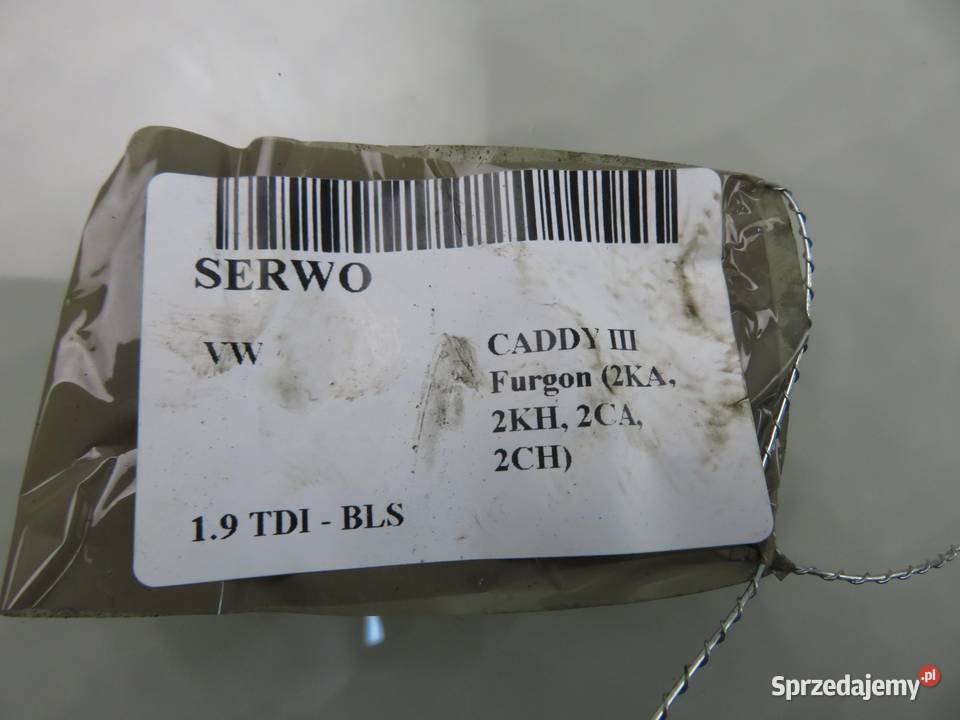 SERWO
VW
CADDY III
Furgon (2KA,
2KH, 2CA,
2CH)
1.9 TDI - BLS
Sprzedajemy.pl